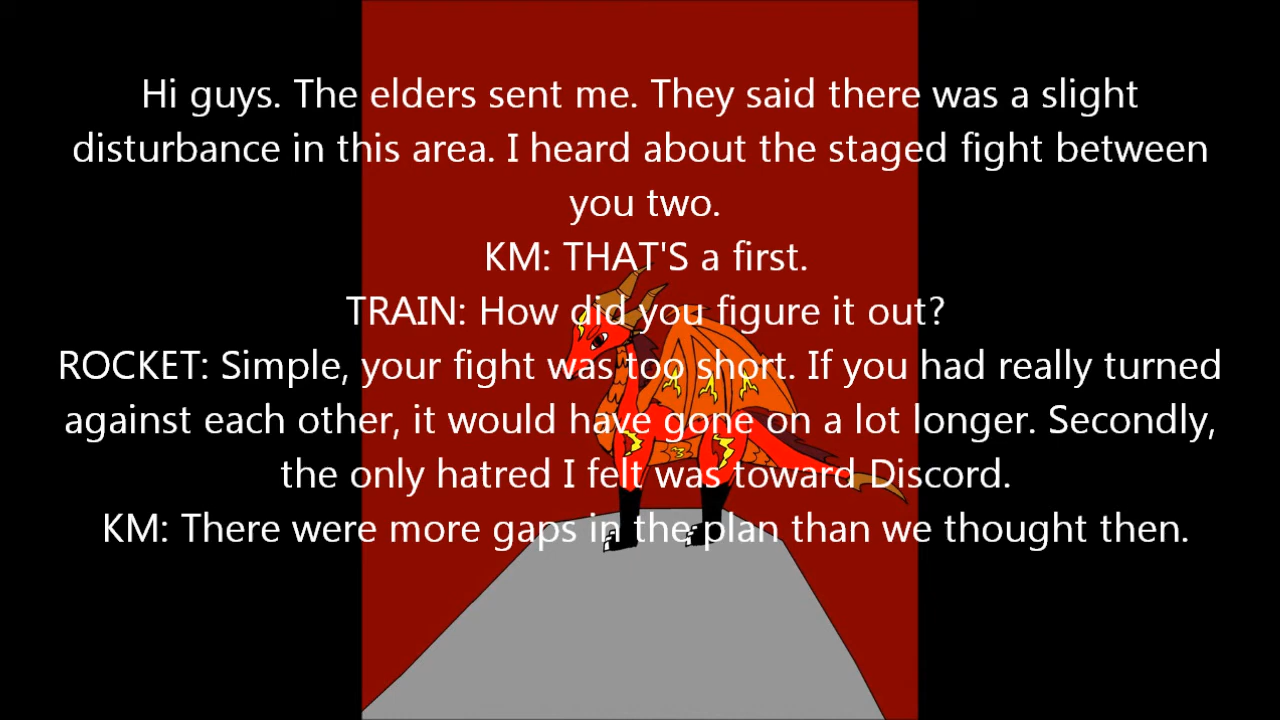 Hi guys. The elders sent me. They said there was a slight
disturbance in this area. I heard about the staged fight between
you two.
KM: THAT'S a first.
TRAIN: How did you figure it out?
ROCKET: Simple, your fight was too short. If you had really turned
against each other, it would have gone on a lot longer. Secondly,
the only hatred I felt was toward Discord.
KM: There were more gaps in the plan than we thought then.